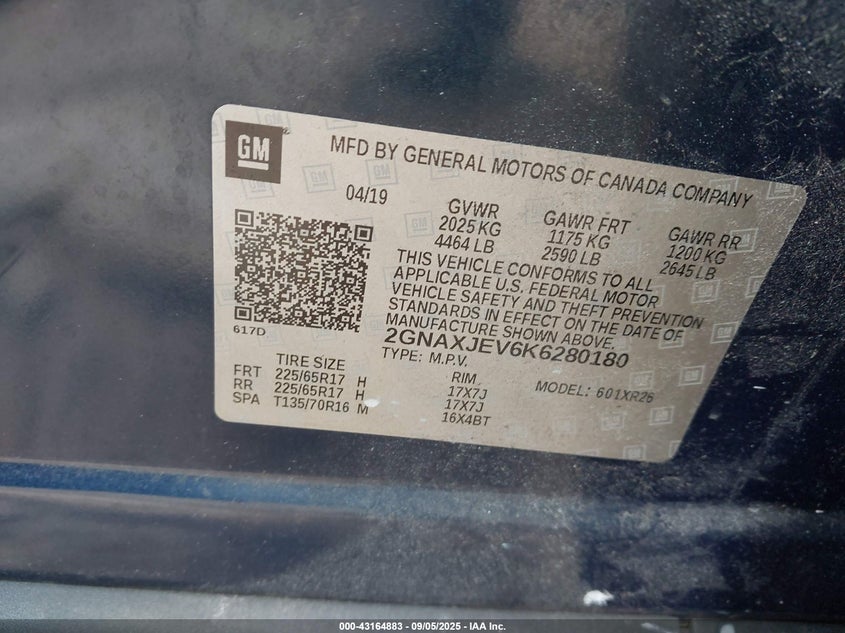 GM
MFD BY GENERAL MOTORS OF CANADA COMPANY
04/19
GVWR
2025 KG
4464 LB
GAWR FRT
1175 KG
2590 LB
GAWR RR
1200 KG
2645 LB
THIS VEHICLE CONFORMS TO ALL
APPLICABLE U.S. FEDERAL MOTOR
VEHICLE SAFETY AND THEFT PREVENTION
STANDARDS IN EFFECT ON THE DATE OF
MANUFACTURE SHOWN ABOVE.
2GNAXJEV6K6280180
TYPE: M.P.V.
MODEL: 601XR26
617D
TIRE SIZE RIM
FRT 225/65R17 H 17X7J
RR 225/65R17 H 17X7J
SPA T135/70R16 M 16X4BT
000-43164883 - 09/05/2025 - IAA Inc.